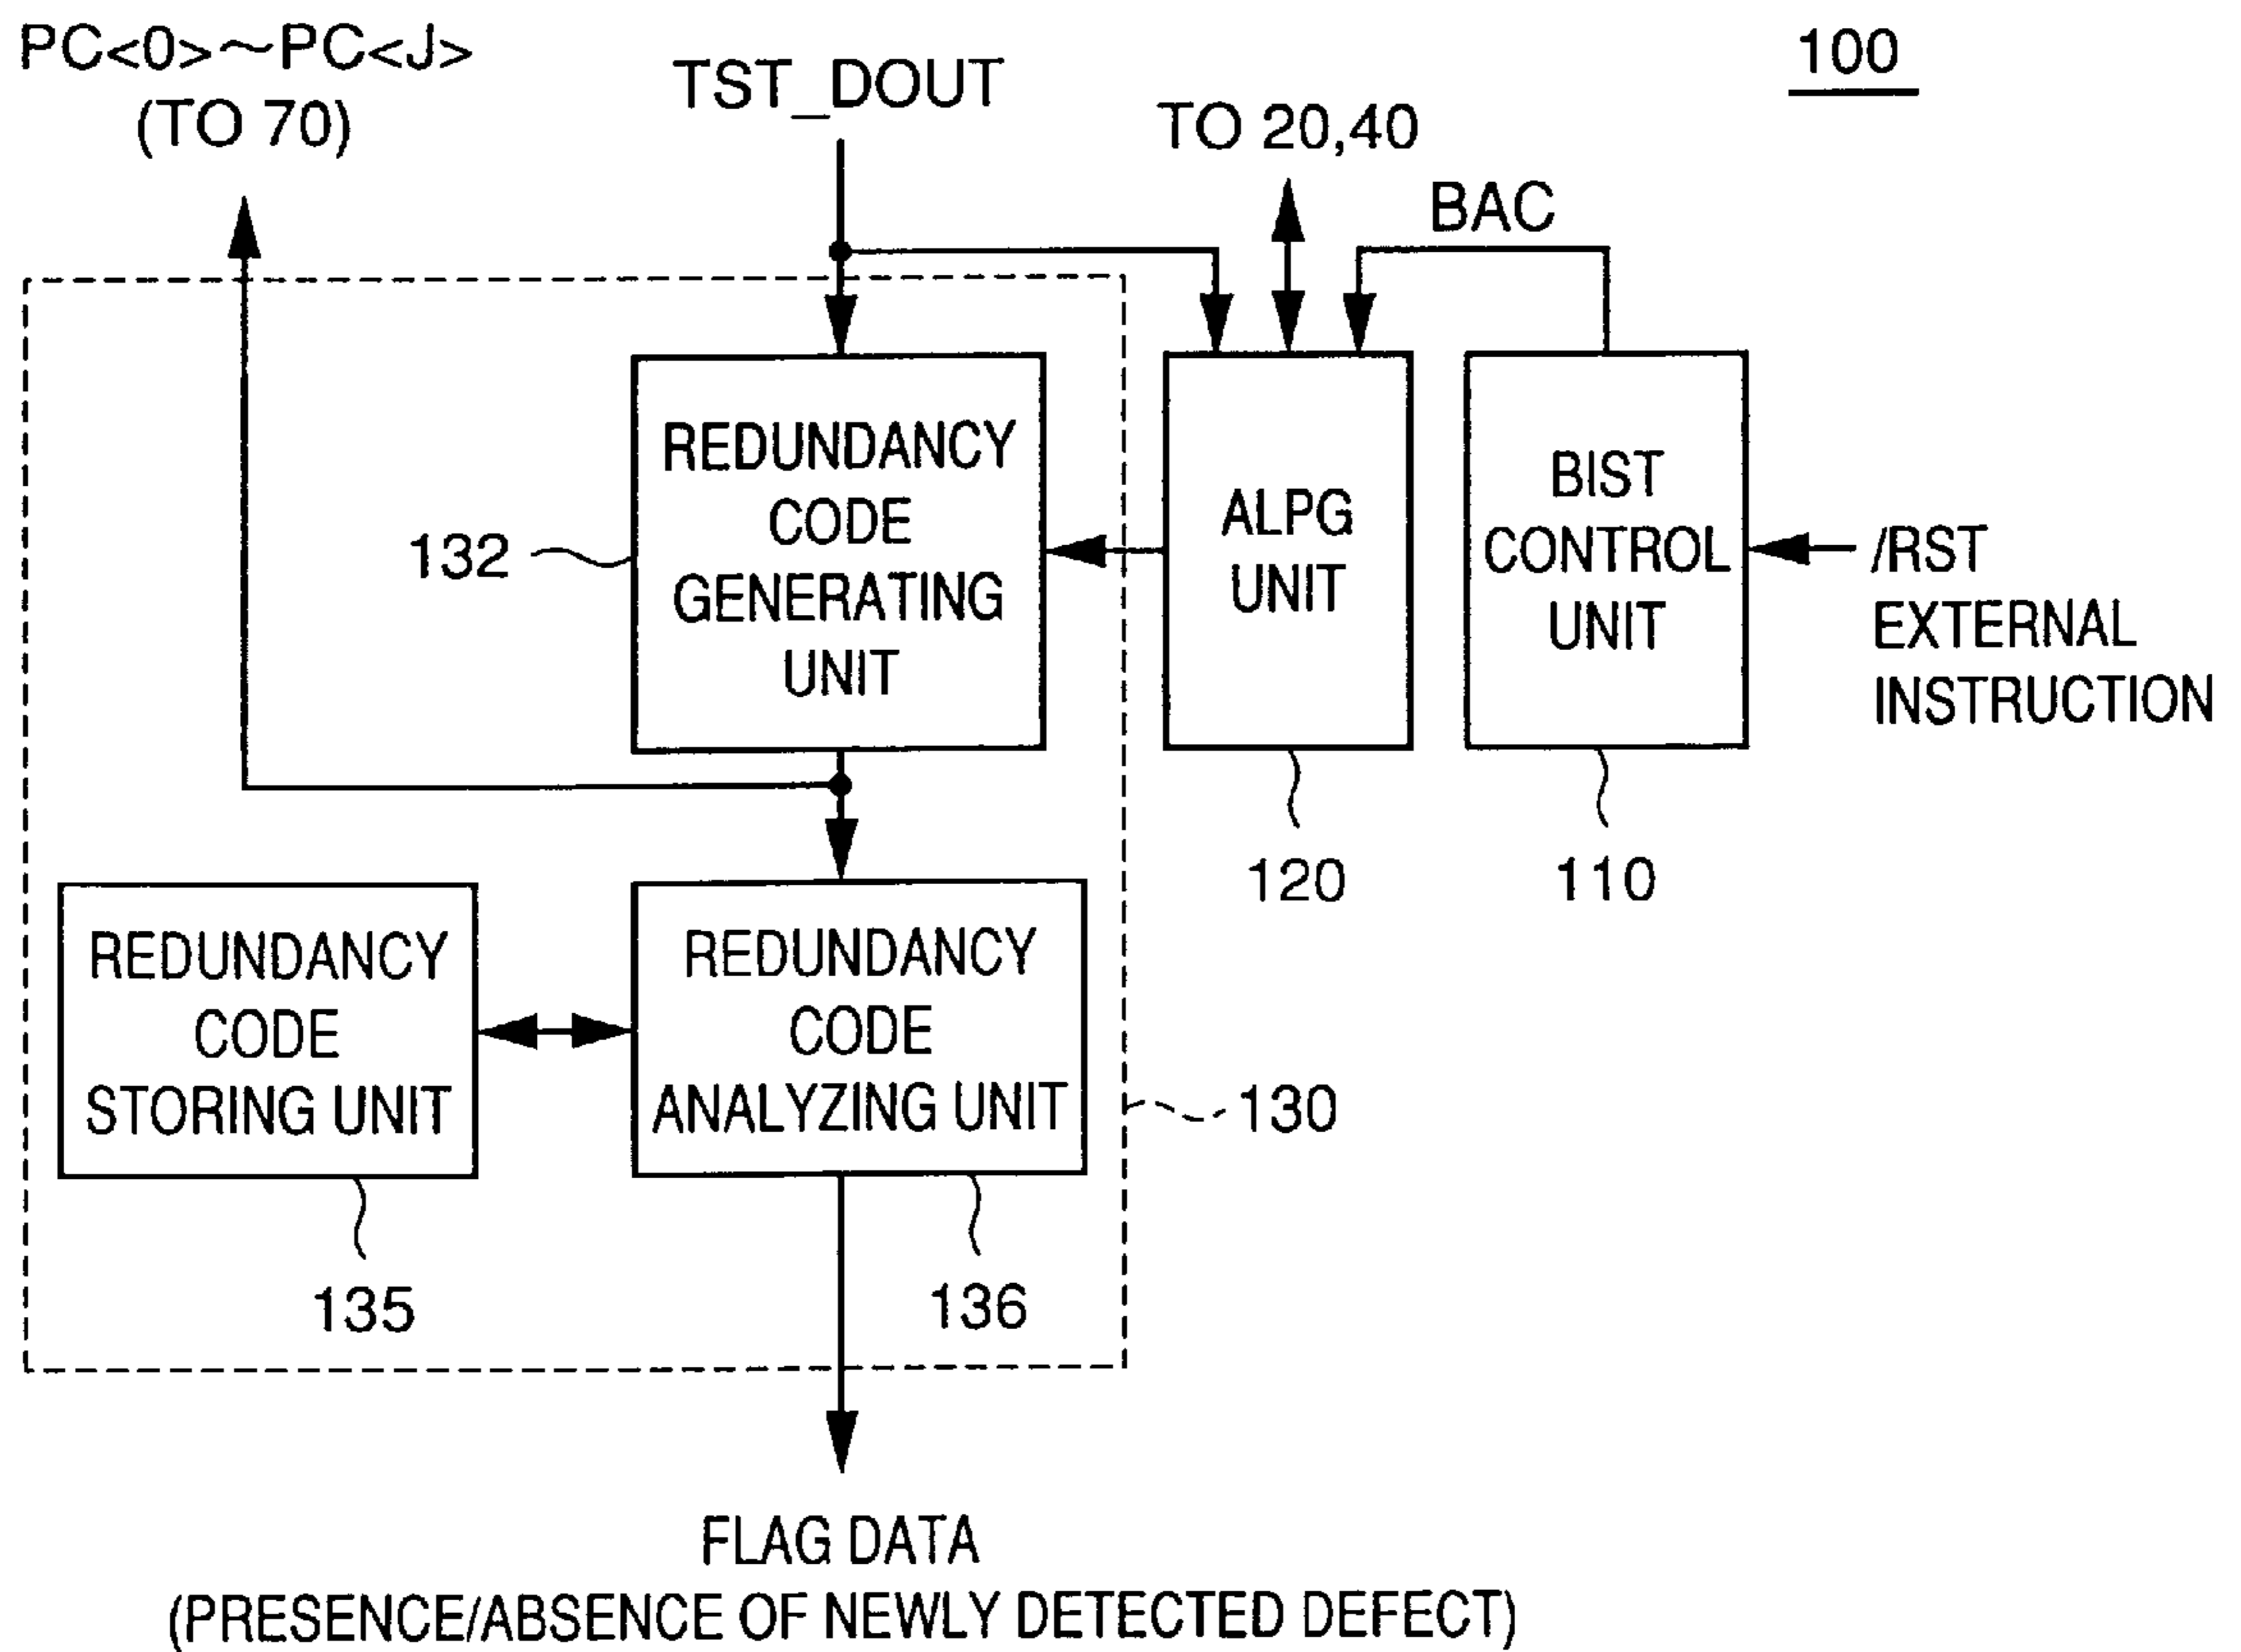 PC<0>~PC<J>
(TO 70)
TST_DOUT
TO 20,40
BAC
100
REDUNDANCY
CODE
GENERATING
UNIT
132
ALPG
UNIT
120
BIST
CONTROL
UNIT
110
/RST
EXTERNAL
INSTRUCTION
REDUNDANCY
CODE
STORING UNIT
135
REDUNDANCY
CODE
ANALYZING UNIT
136
130
FLAG DATA
(PRESENCE/ABSENCE OF NEWLY DETECTED DEFECT)